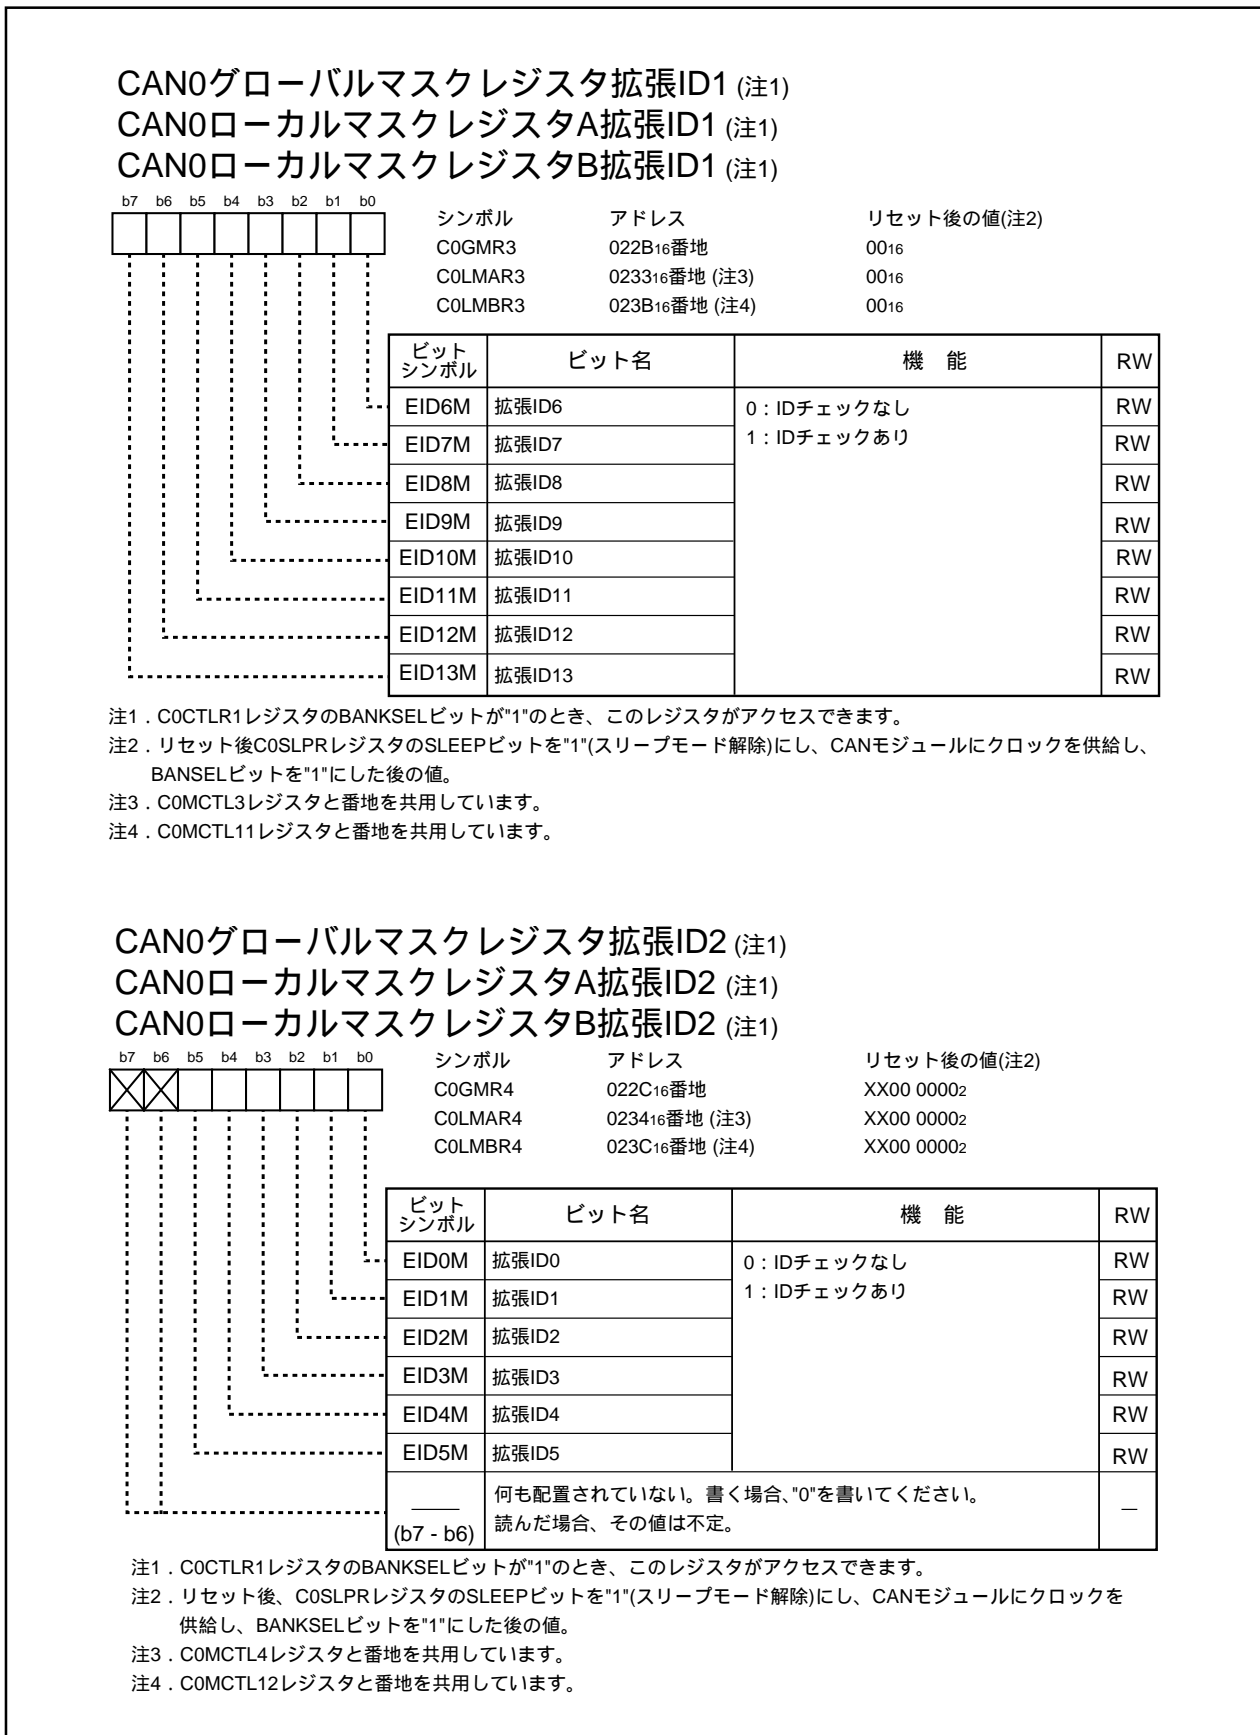 CAN0グローバルマスクレジスタ拡張ID1 (注1)
CAN0ローカルマスクレジスタA拡張ID1 (注1)
CAN0ローカルマスクレジスタB拡張ID1 (注1)
b7 b6 b5 b4 b3 b2 b1 b0
シンボル アドレス リセット後の値(注2)
C0GMR3 022B16番地 0016
C0LMAR3 023316番地 (注3) 0016
C0LMBR3 023B16番地 (注4) 0016
ビット
シンボル ビット名 機 能 RW
EID6M 拡張ID6 0：IDチェックなし RW
EID7M 拡張ID7 1：IDチェックあり RW
EID8M 拡張ID8 RW
EID9M 拡張ID9 RW
EID10M 拡張ID10 RW
EID11M 拡張ID11 RW
EID12M 拡張ID12 RW
EID13M 拡張ID13 RW
注1．C0CTLR1レジスタのBANKSELビットが"1"のとき、このレジスタがアクセスできます。
注2．リセット後C0SLPRレジスタのSLEEPビットを"1"(スリープモード解除)にし、CANモジュールにクロックを供給し、
BANSELビットを"1"にした後の値。
注3．C0MCTL3レジスタと番地を共用しています。
注4．C0MCTL11レジスタと番地を共用しています。
CAN0グローバルマスクレジスタ拡張ID2 (注1)
CAN0ローカルマスクレジスタA拡張ID2 (注1)
CAN0ローカルマスクレジスタB拡張ID2 (注1)
b7 b6 b5 b4 b3 b2 b1 b0
シンボル アドレス リセット後の値(注2)
C0GMR4 022C16番地 XX00 00002
C0LMAR4 023416番地 (注3) XX00 00002
C0LMBR4 023C16番地 (注4) XX00 00002
ビット
シンボル ビット名 機 能 RW
EID0M 拡張ID0 0：IDチェックなし RW
EID1M 拡張ID1 1：IDチェックあり RW
EID2M 拡張ID2 RW
EID3M 拡張ID3 RW
EID4M 拡張ID4 RW
EID5M 拡張ID5 RW
何も配置されていない。書く場合、"0"を書いてください。
— —
(b7 - b6) 読んだ場合、その値は不定。
注1．C0CTLR1レジスタのBANKSELビットが"1"のとき、このレジスタがアクセスできます。
注2．リセット後、C0SLPRレジスタのSLEEPビットを"1"(スリープモード解除)にし、CANモジュールにクロックを
供給し、BANKSELビットを"1"にした後の値。
注3．C0MCTL4レジスタと番地を共用しています。
注4．C0MCTL12レジスタと番地を共用しています。